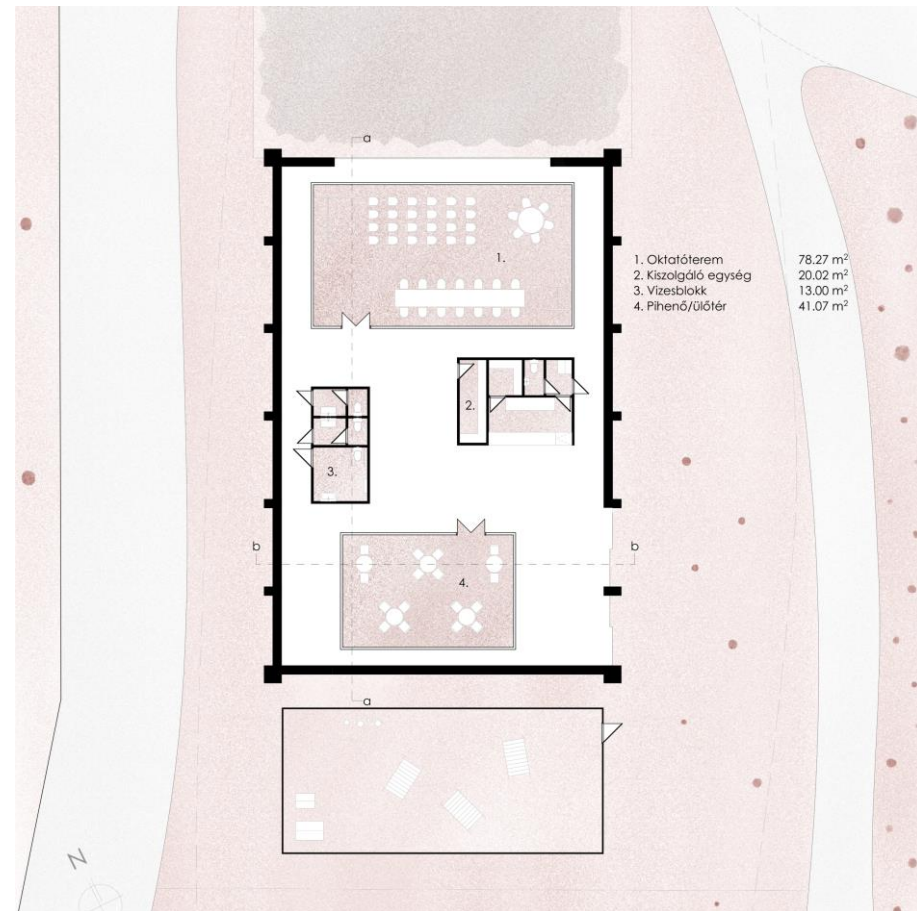 a
1. Oktatóterem 78.27 m²
2. Kiszolgáló egység 20.02 m²
3. Vizesblokk 13.00 m²
4. Pihenő/ülőtér 41.07 m²
1.
2.
3.
b b
4.
a
N